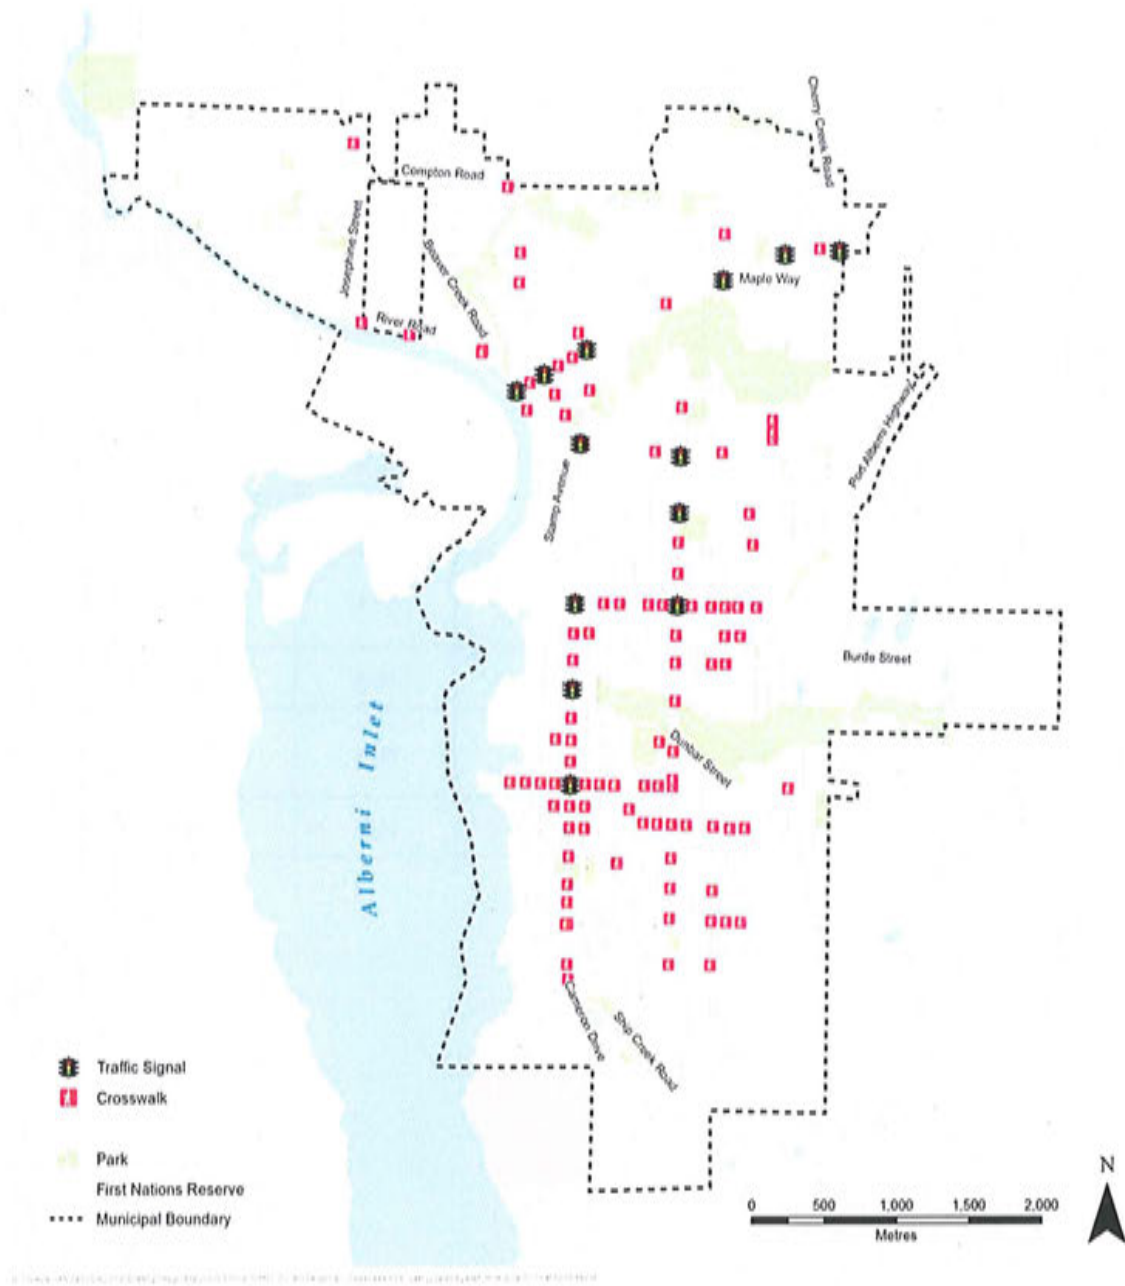 Cherry Creek Road
Compton Road
Josephine Street
Beaver Creek Road
Maple Way
River Road
Port Alberni Highway
Stamp Avenue
Burde Street
Alberni Inlet
Dunbar Street
Cameron Drive
Ship Creek Road
Traffic Signal
Crosswalk
Park
First Nations Reserve
Municipal Boundary
N
0 500 1,000 1,500 2,000
Metres